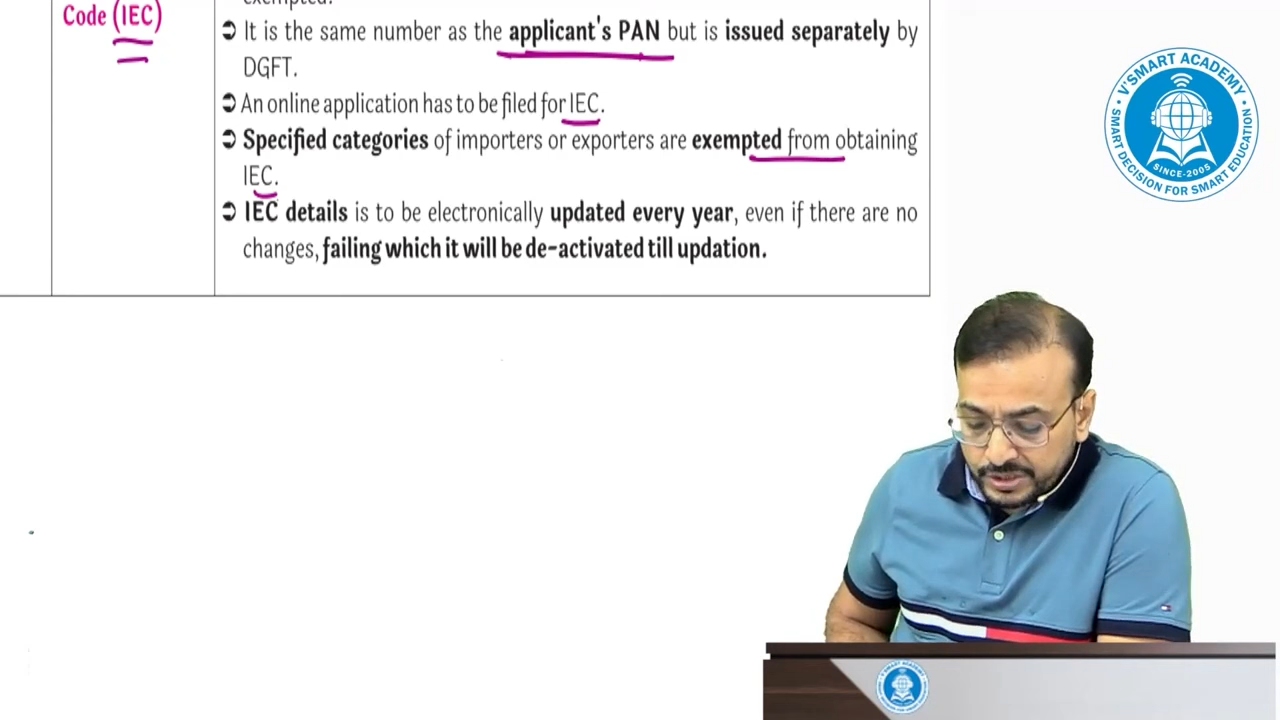 Code (IEC)
exempted.
➲ It is the same number as the applicant's PAN but is issued separately by
DGFT.
➲ An online application has to be filed for IEC.
➲ Specified categories of importers or exporters are exempted from obtaining
IEC.
➲ IEC details is to be electronically updated every year, even if there are no
changes, failing which it will be de-activated till updation.
• V'SMART ACADEMY •
SMART DECISION FOR SMART EDUCATION
SINCE-2005